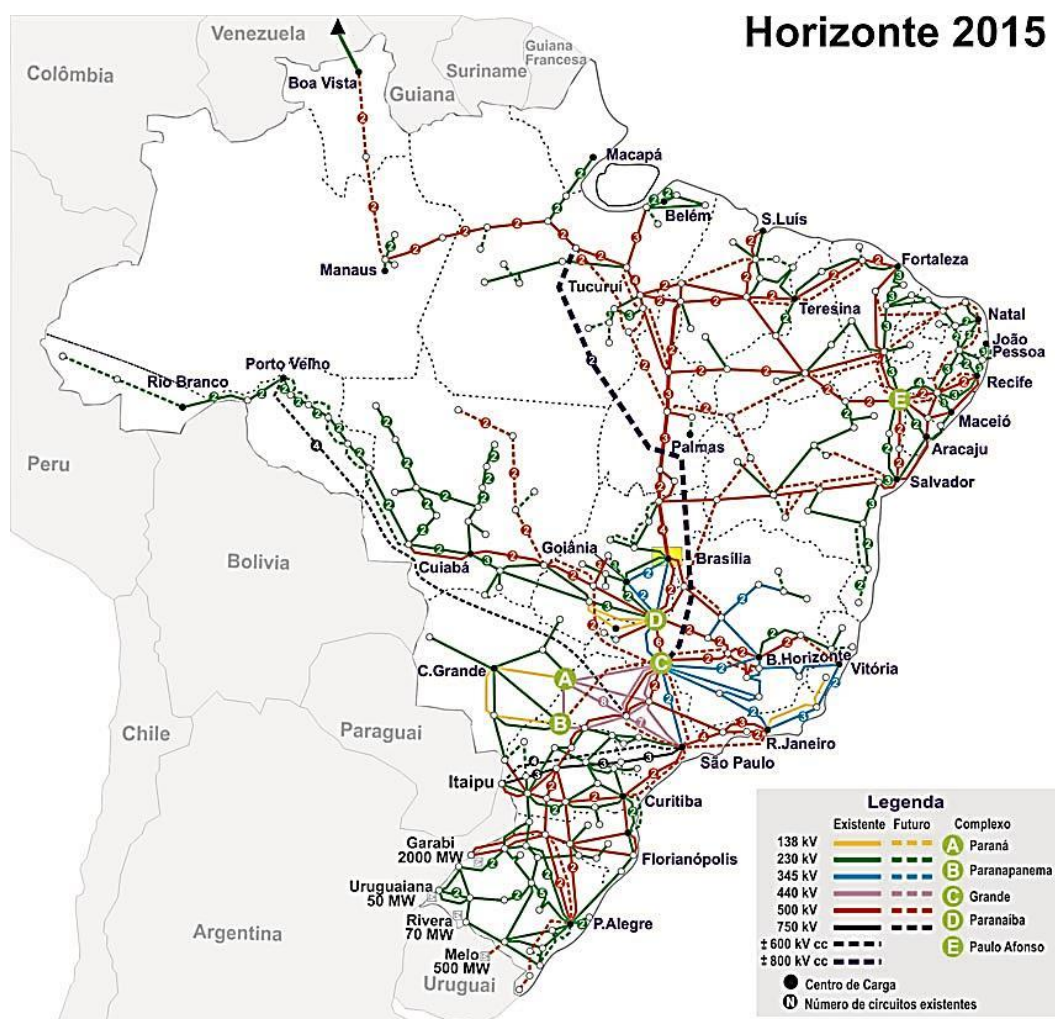 Horizonte 2015
Venezuela
Guiana
Francesa
Colômbia
Suriname
Boa Vista
Guiana
Macapá
Belém
S.Luís
Manaus
Fortaleza
Tucuruí
Teresina
Natal
João
Pessoa
Porto Velho
Rio Branco
Recife
E
Maceió
Peru
Palmas
Aracaju
Salvador
Goiânia
Brasília
Bolivia
Cuiabá
D
C
B.Horizonte
Vitória
C.Grande
A
B
Chile
Paraguai
R.Janeiro
São Paulo
Itaipu
Curitiba
Garabi
2000 MW
Florianópolis
Uruguaiana
50 MW
Rivera
70 MW
P.Alegre
Argentina
Melo
500 MW
Uruguai
Legenda
Existente Futuro Complexo
138 kV A Paraná
230 kV
345 kV B Paranapanema
440 kV C Grande
500 kV D Paranaíba
750 kV
±600 kV cc E Paulo Afonso
±800 kV cc
Centro de Carga
N Número de circuitos existentes